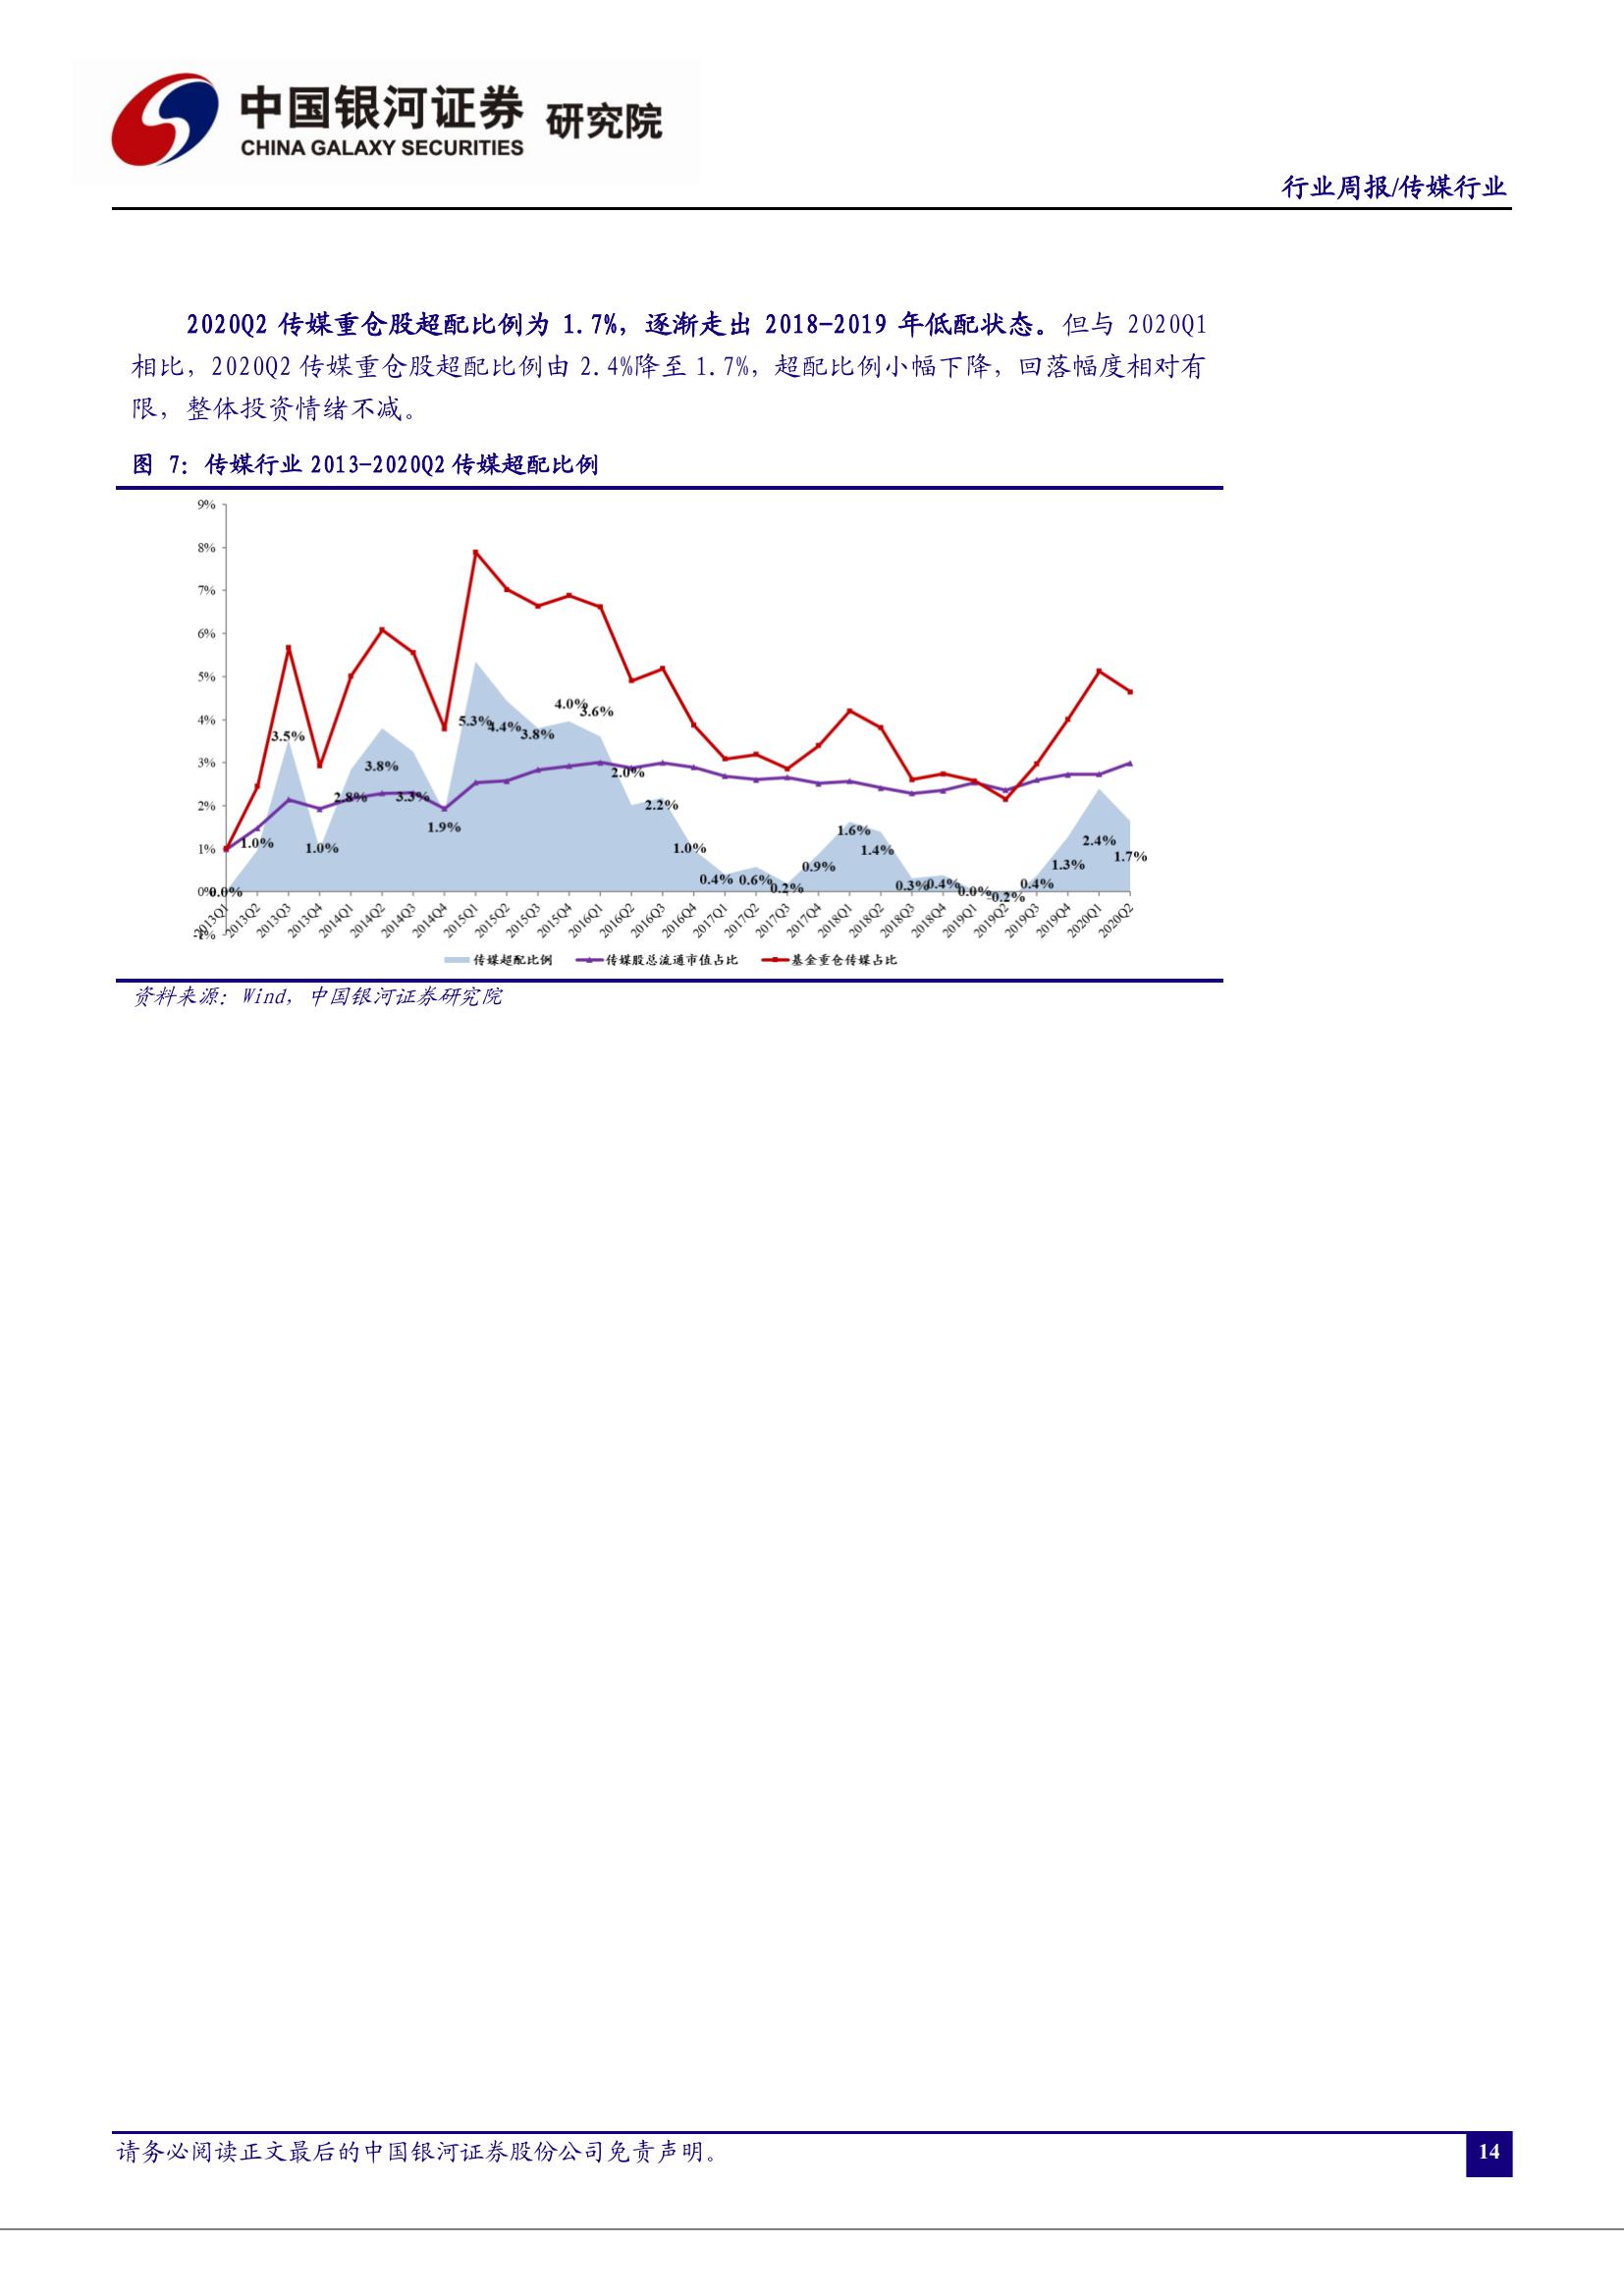 中国银河证券 研究院
CHINA GALAXY SECURITIES
行业周报/传媒行业
2020Q2 传媒重仓股超配比例为 1.7%，逐渐走出 2018-2019 年低配状态。但与 2020Q1
相比，2020Q2 传媒重仓股超配比例由 2.4%降至 1.7%，超配比例小幅下降，回落幅度相对有
限，整体投资情绪不减。
图 7：传媒行业 2013-2020Q2 传媒超配比例
9%
8%
7%
6%
5%
4%
3%
2%
1%
0%
-1%
0.0%
1.0%
3.5%
1.0%
2.8%
3.8%
3.3%
1.9%
5.3%
4.4%
3.8%
4.0%
3.6%
2.0%
2.2%
1.0%
0.4%
0.6%
0.2%
0.9%
1.6%
1.4%
0.3%
0.4%
0.0%
-0.2%
0.4%
1.3%
2.4%
1.7%
2013Q1
2013Q2
2013Q3
2013Q4
2014Q1
2014Q2
2014Q3
2014Q4
2015Q1
2015Q2
2015Q3
2015Q4
2016Q1
2016Q2
2016Q3
2016Q4
2017Q1
2017Q2
2017Q3
2017Q4
2018Q1
2018Q2
2018Q3
2018Q4
2019Q1
2019Q2
2019Q3
2019Q4
2020Q1
2020Q2
传媒超配比例 传媒股总流通市值占比 基金重仓传媒占比
资料来源：Wind，中国银河证券研究院
请务必阅读正文最后的中国银河证券股份公司免责声明。
14